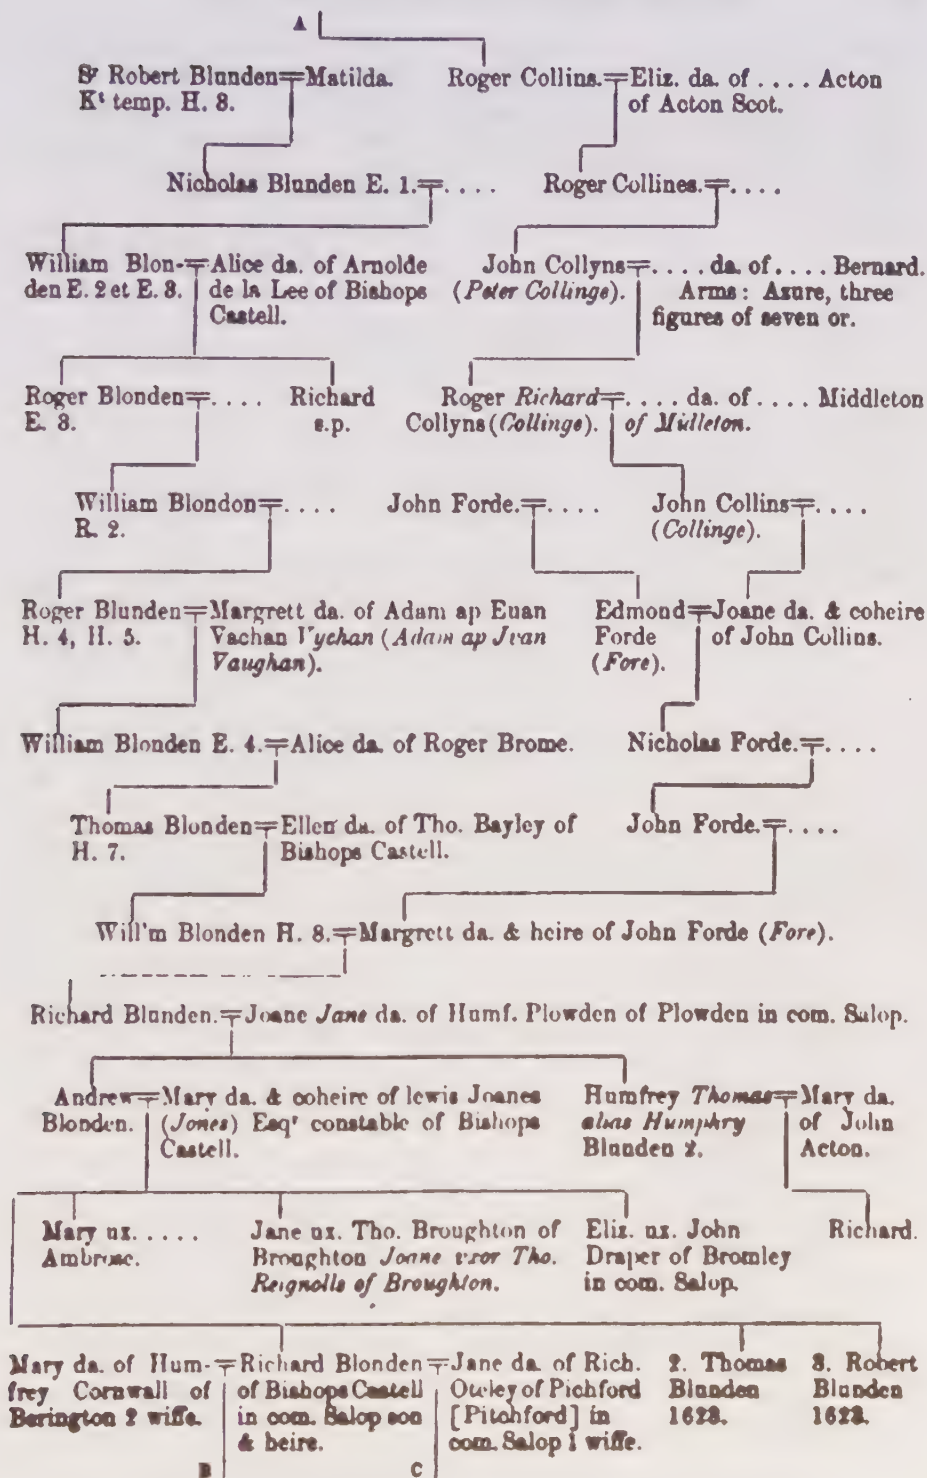 A
Sr Robert Blunden = Matilda. Roger Collins. = Eliz. da. of .... Acton
Kt temp. H. 3. of Acton Scot.
Nicholas Blunden E. 1. = .... Roger Collines. = ....
William Blon- = Alice da. of Arnolde John Collyns = .... da. of .... Bernard.
den E. 2 et E. 3. de la Lee of Bishops (Peter Collinge). Arms: Azure, three
Castell. figures of seven or.
Roger Blonden = .... Richard Roger Richard = .... da. of .... Middleton
E. 3. s.p. Collyns (Collinge). of Midleton.
William Blondon = .... John Forde. = .... John Collins = ....
R. 2. (Collinge).
Roger Blunden = Margrett da. of Adam ap Euan Edmond = Joane da. & coheire
H. 4, H. 5. Vachan Vychan (Adam ap Jvan Forde of John Collins.
Vaughan). (Fore).
William Blonden E. 4. = Alice da. of Roger Brome. Nicholas Forde. = ....
Thomas Blonden = Ellen da. of Tho. Bayley of John Forde. = ....
H. 7. Bishops Castell.
Will'm Blonden H. 8. = Margrett da. & heire of John Forde (Fore).
Richard Blunden. = Joane Jane da. of Humf. Plowden of Plowden in com. Salop.
Andrew = Mary da. & coheire of lewis Joanes Humfrey Thomas = Mary da.
Blonden. (Jones) Esqr constable of Bishops alias Humphry of John
Castell. Blunden 2. Acton.
Mary ux. .... Jane ux. Tho. Broughton of Eliz. ux. John Richard.
Ambrose. Broughton Joane vxor Tho. Draper of Bromley
Reignolls of Broughton. in com. Salop.
Mary da. of Hum- = Richard Blonden = Jane da. of Rich. 2. Thomas 3. Robert
frey Cornwall of of Bishops Castell Oteley of Pichford Blunden Blunden
Berington 2 wiffe. in com. Salop son [Pitchford] in 1623. 1623.
& heire. com. Salop 1 wiffe.
B C